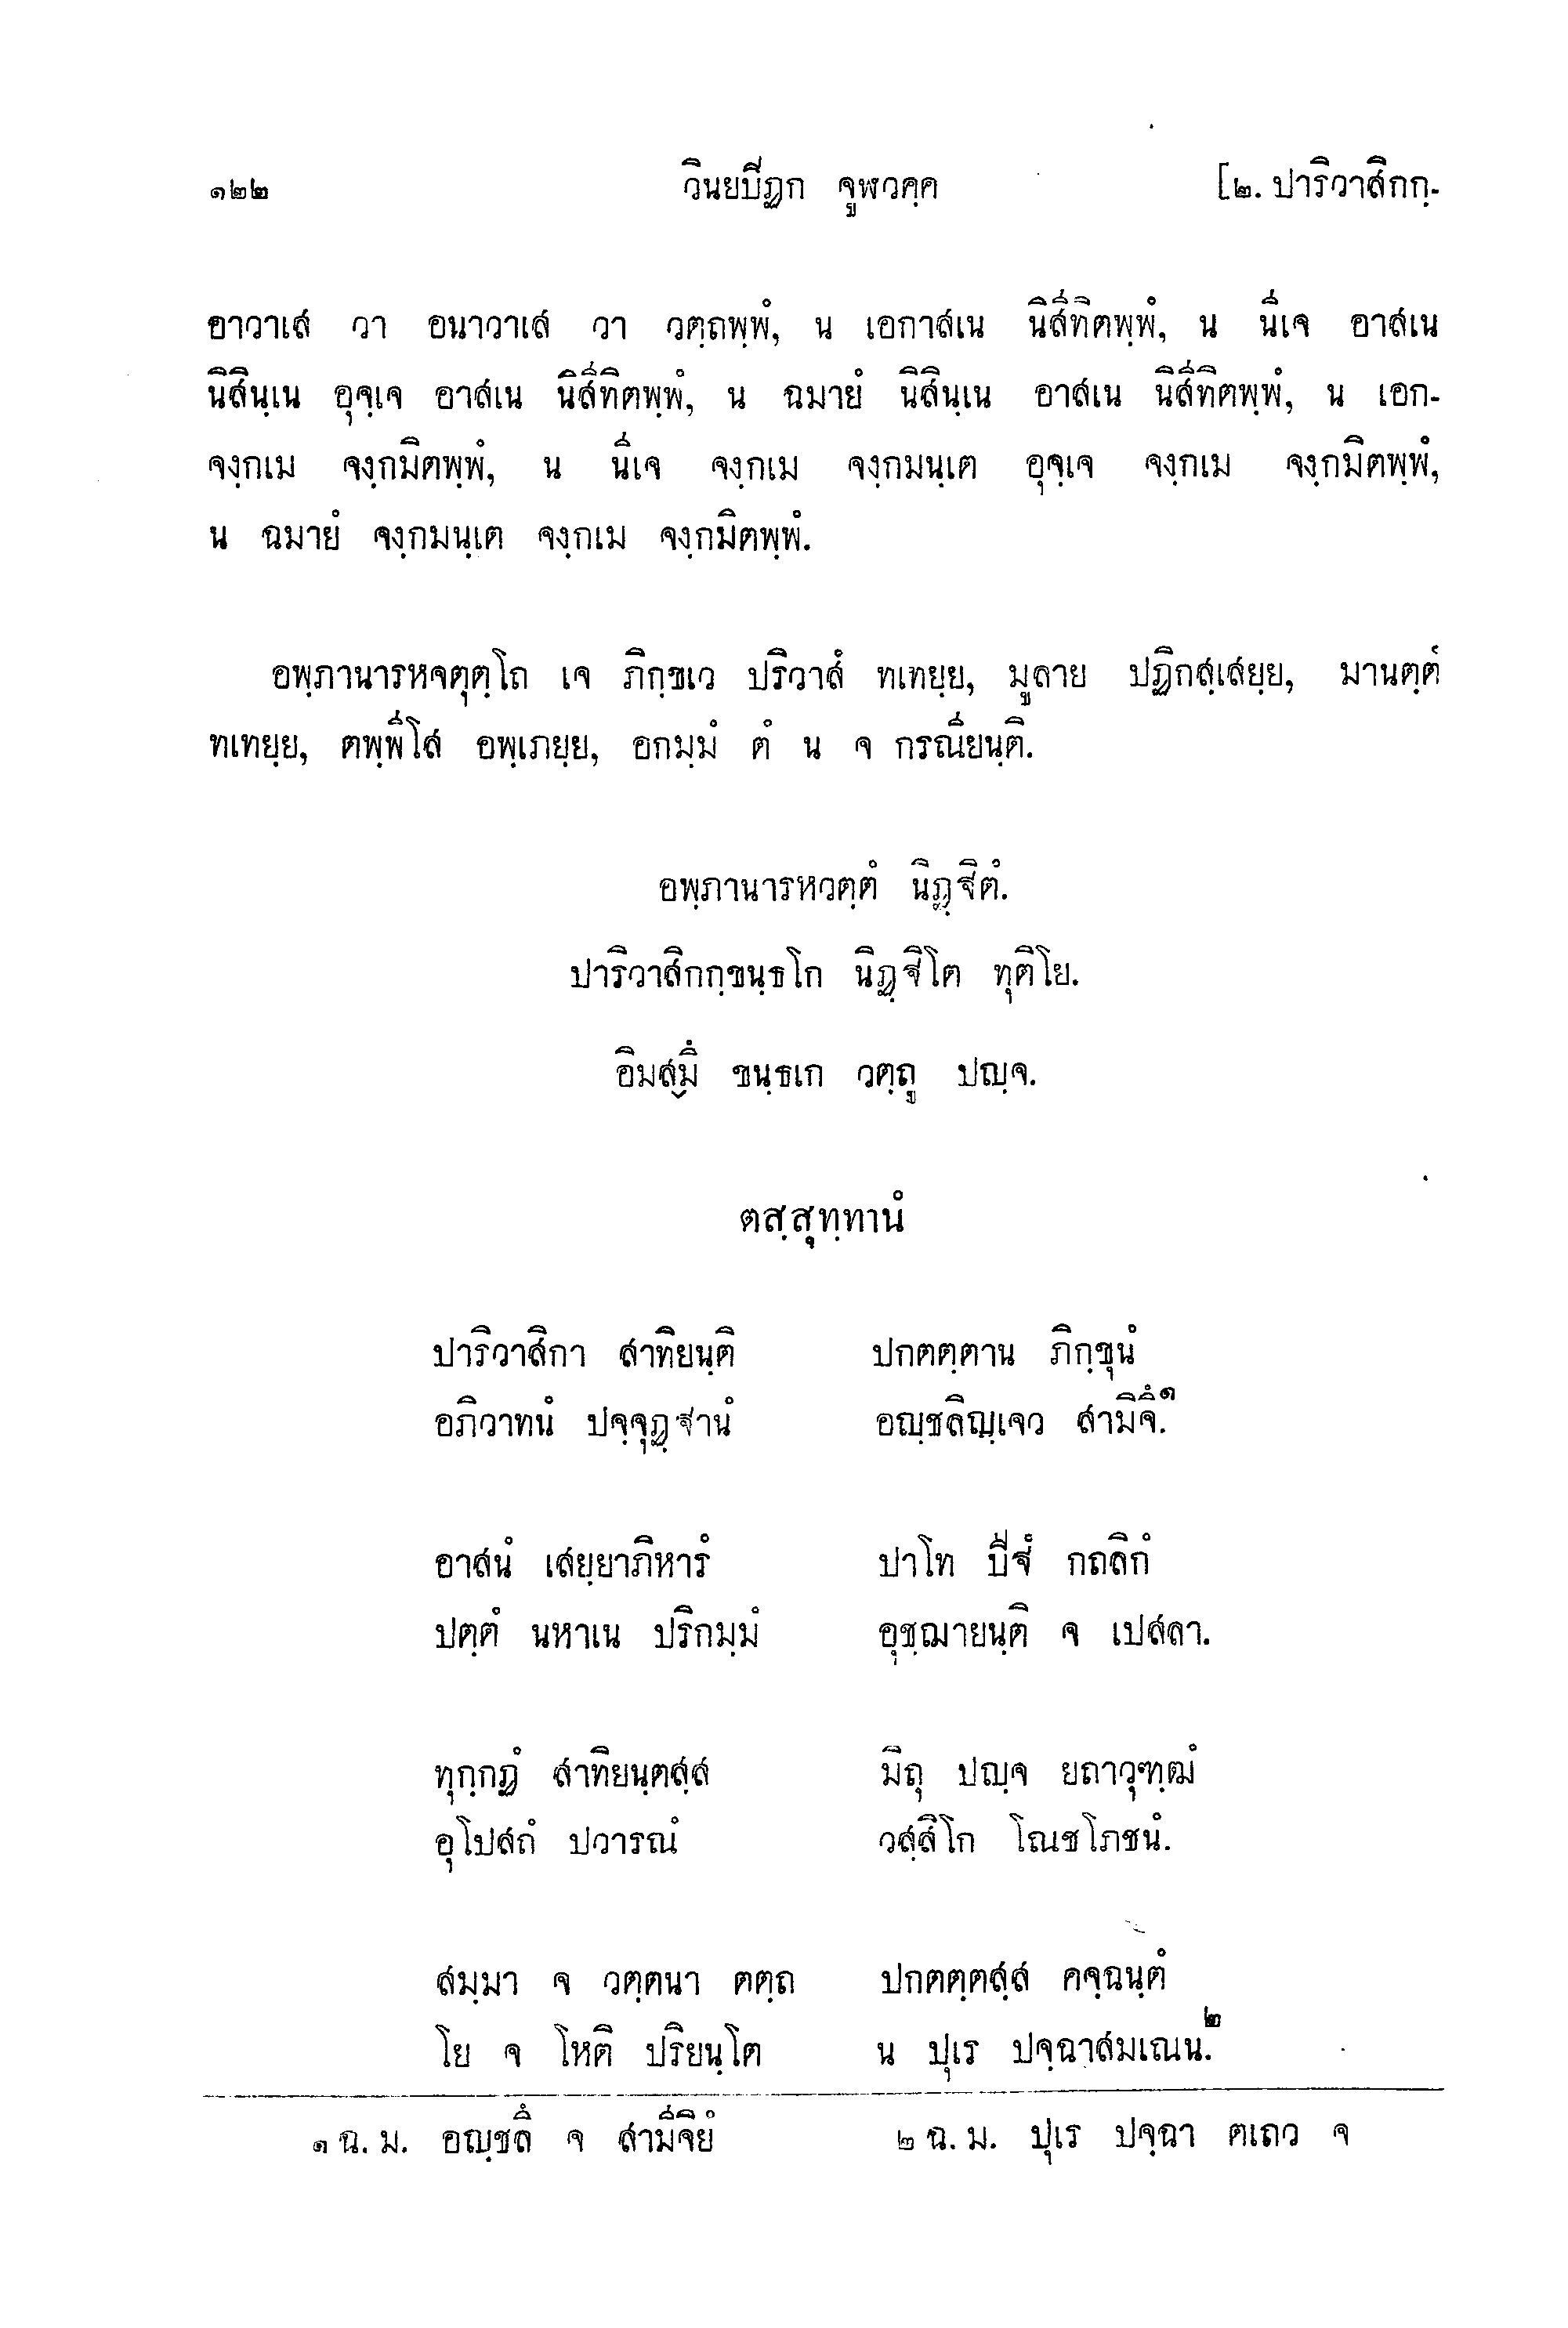 ๑๒๒ วินยปิฏก จูฬวคฺค [๒. ปาริวาสิกกฺ-
อาวาเส วา อนาวาเส วา วตฺถพฺพํ, น เอกาสเน นิสีทิตพฺพํ, น นีเจ อาสเน
นิสินฺเน อุจฺเจ อาสเน นิสีทิตพฺพํ, น ฉมายํ นิสินฺเน อาสเน นิสีทิตพฺพํ, น เอก-
จงฺกเม จงฺกมิตพฺพํ, น นีเจ จงฺกเม จงฺกมนฺเต อุจฺเจ จงฺกเม จงฺกมิตพฺพํ,
น ฉมายํ จงฺกมนฺเต จงฺกเม จงฺกมิตพฺพํ.
อพฺภานารหจตุตฺโถ เจ ภิกฺขเว ปริวาสํ ทเทยฺย, มูลาย ปฏิกสฺเสยฺย, มานตฺตํ
ทเทยฺย, ตพฺพีโส อพฺเภยฺย, อกมฺมํ ตํ น จ กรณียนฺติ.
อพฺภานารหวตฺตํ นิฏฺฐิตํ.
ปาริวาสิกกฺขนฺธโก นิฏฺฐิโต ทุติโย.
อิมสฺมึ ขนฺธเก วตฺถู ปญฺจ.
ตสฺสุทฺทานํ
ปาริวาสิกา สาทิยนฺติ ปกตตฺตาน ภิกฺขุนํ
อภิวาทนํ ปจฺจุฏฺฐานํ อญฺชลิญฺเจว สามิจึ.๑
อาสนํ เสยฺยาภิหารํ ปาโท ปีฐํ กถลิกํ
ปตฺตํ นหาเน ปริกมฺมํ อุชฺฌายนฺติ จ เปสลา.
ทุกฺกฏํ สาทิยนฺตสฺส มิถุ ปญฺจ ยถาวุฑฺฒํ
อุโปสถํ ปวารณํ วสฺสิโก โณชโภชนํ.
สมฺมา จ วตฺตนา ตตฺถ ปกตตฺตสฺส คจฺฉนฺตํ
โย จ โหติ ปริยนฺโต น ปุเร ปจฺฉาสมเณน.๒
๑ ฉ. ม. อญฺชลึ จ สามีจิยํ ๒ ฉ. ม. ปุเร ปจฺฉา ตเถว จ